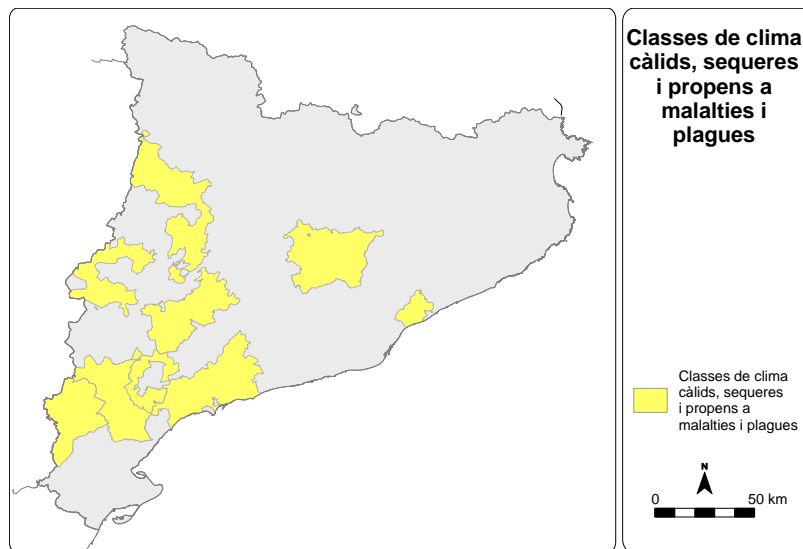 Classes de clima
càlids, sequeres
i propens a
malalties i
plagues
Classes de clima
càlids, sequeres
i propens a
malalties i plagues
N
0 50 km